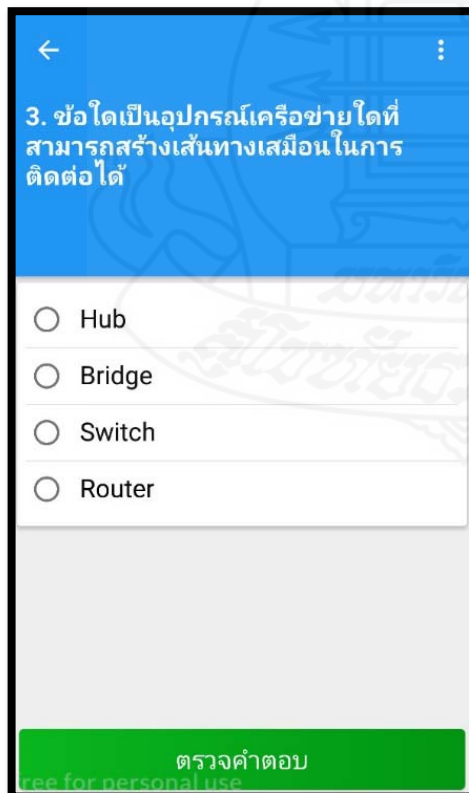 3. ข้อใดเป็นอุปกรณ์เครือข่ายใดที่
สามารถสร้างเส้นทางเสมือนในการ
ติดต่อได้
Hub
Bridge
Switch
Router
ตรวจคำตอบ
ree for personal use